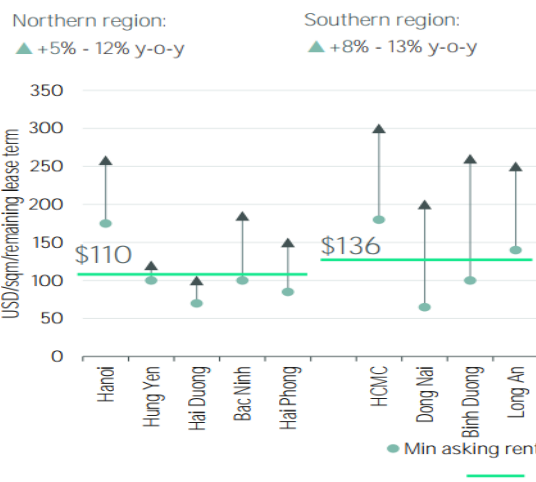 Northern region:
▲ +5% - 12% y-o-y
Southern region:
▲ +8% - 13% y-o-y
USD/sqm/remaining lease term
350
300
250
200
150
100
50
0
$110
$136
Hanoi
Hung Yen
Hai Duong
Bac Ninh
Hai Phong
HCMC
Dong Nai
Binh Duong
Long An
Min asking rent